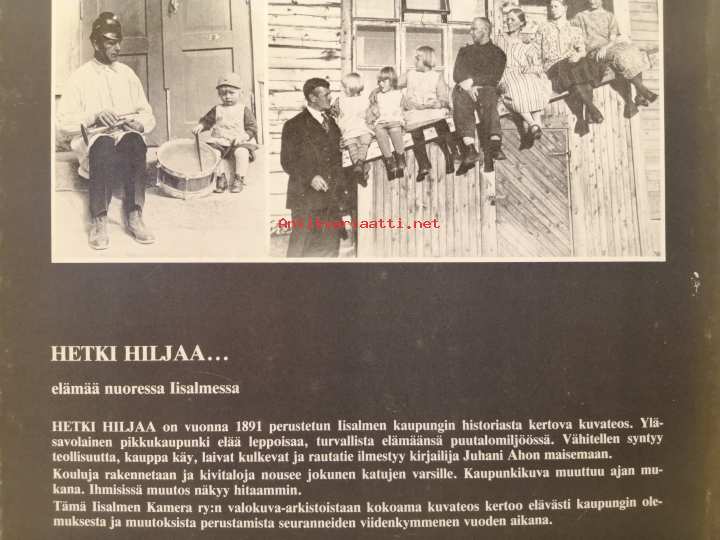 Antikvariaatti.net
HETKI HILJAA...
elämää nuoressa Iisalmessa
HETKI HILJAA on vuonna 1891 perustetun Iisalmen kaupungin historiasta kertova kuvateos. Ylä-
savolainen pikkukaupunki elää leppoisaa, turvallista elämäänsä puutalomiljöössä. Vähitellen syntyy
teollisuutta, kauppa käy, laivat kulkevat ja rautatie ilmestyy kirjailija Juhani Ahon maisemaan.
Kouluja rakennetaan ja kivitaloja nousee jokunen katujen varsille. Kaupunkikuva muuttuu ajan mu-
kana. Ihmisissä muutos näkyy hitaammin.
Tämä Iisalmen Kamera ry:n valokuva-arkistoistaan kokoama kuvateos kertoo elävästi kaupungin ole-
muksesta ja muutoksista perustamista seuranneiden viidenkymmenen vuoden aikana.